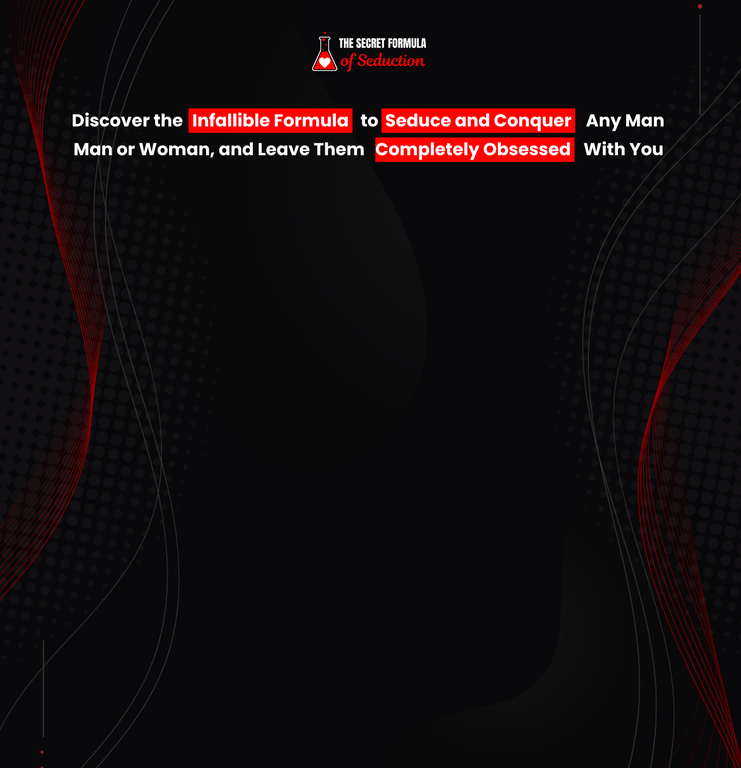 THE SECRET FORMULA
of Seduction
Discover the Infallible Formula to Seduce and Conquer Any Man
Man or Woman, and Leave Them Completely Obsessed With You